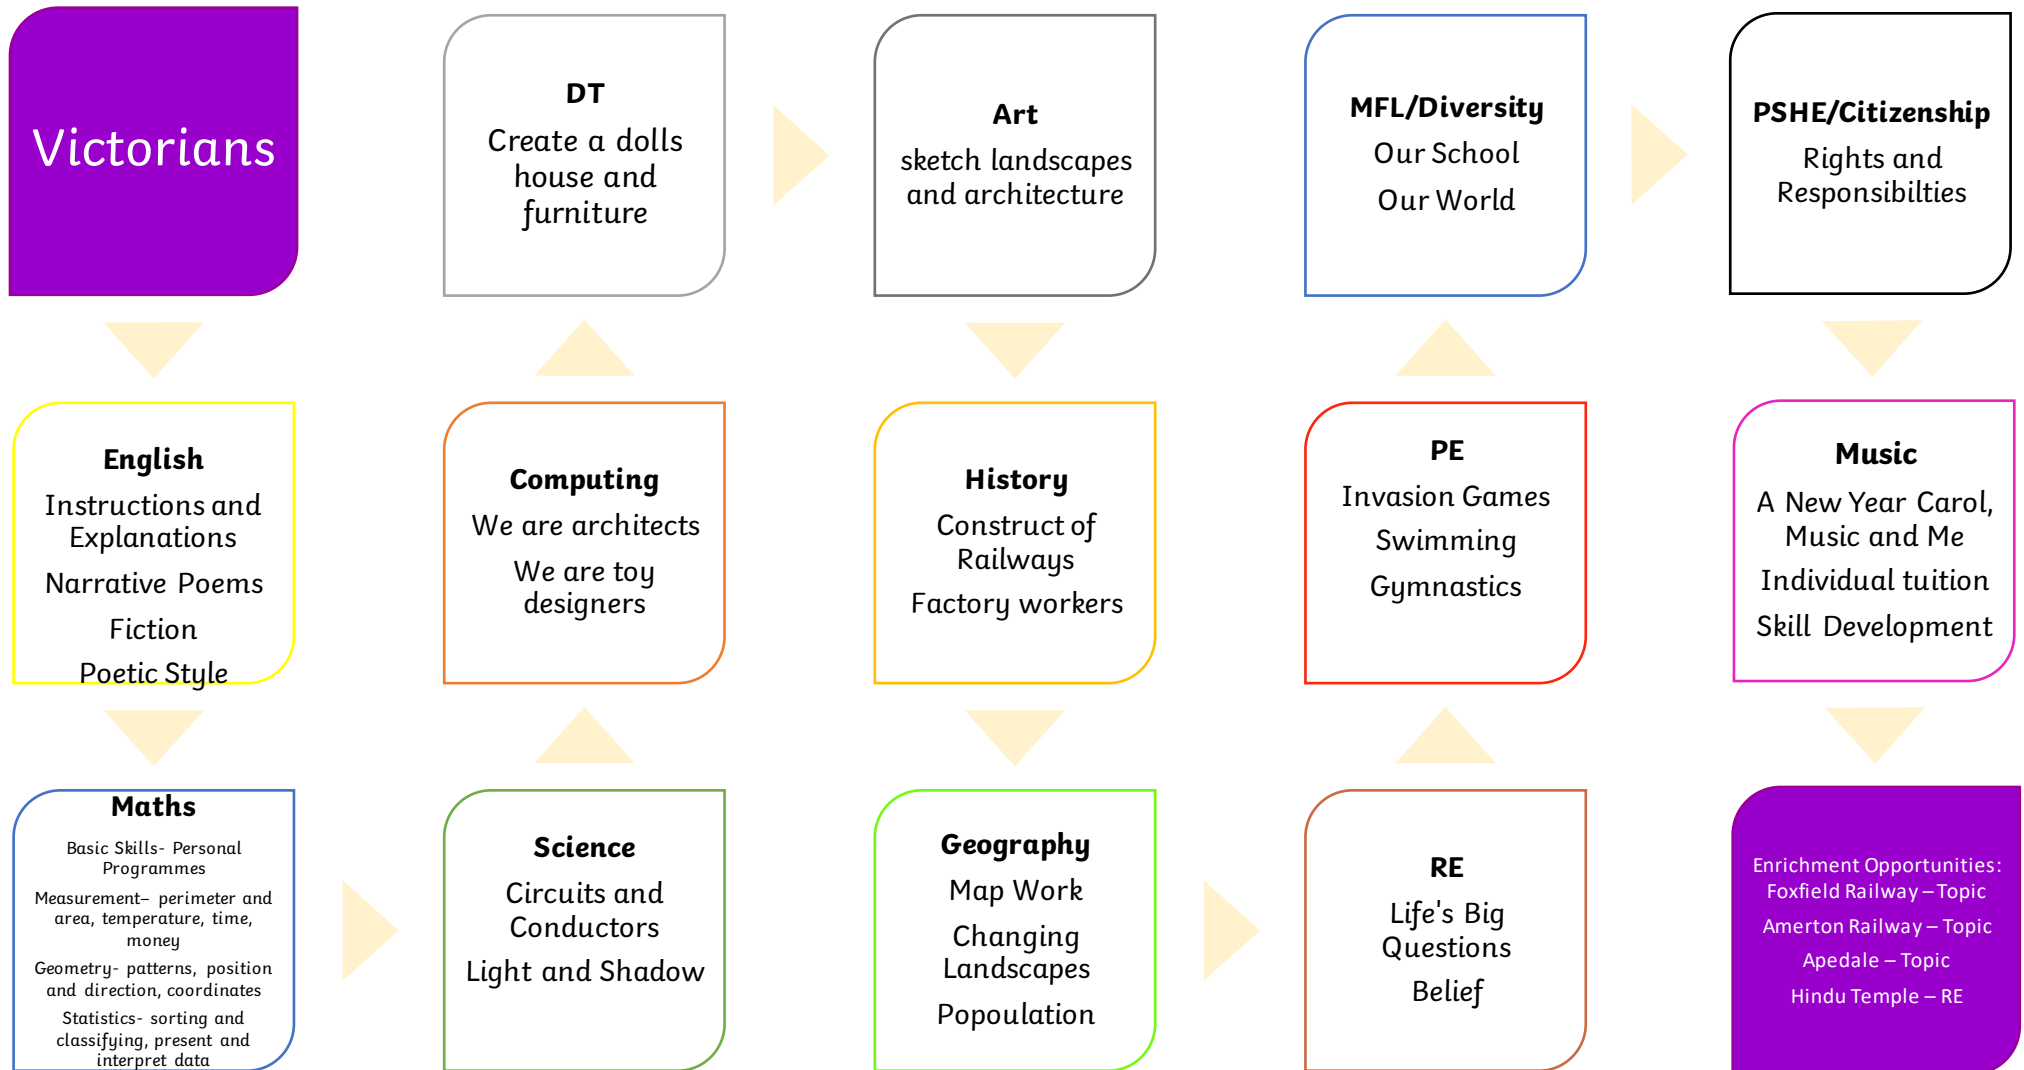 Victorians
English
Instructions and
Explanations
Narrative Poems
Fiction
Poetic Style
Maths
Basic Skills- Personal
Programmes
Measurement– perimeter and
area, temperature, time,
money
Geometry- patterns, position
and direction, coordinates
Statistics- sorting and
classifying, present and
interpret data
Science
Circuits and
Conductors
Light and Shadow
Computing
We are architects
We are toy
designers
DT
Create a dolls
house and
furniture
Art
sketch landscapes
and architecture
History
Construct of
Railways
Factory workers
Geography
Map Work
Changing
Landscapes
Popoulation
RE
Life's Big
Questions
Belief
PE
Invasion Games
Swimming
Gymnastics
MFL/Diversity
Our School
Our World
PSHE/Citizenship
Rights and
Responsibilties
Music
A New Year Carol,
Music and Me
Individual tuition
Skill Development
Enrichment Opportunities:
Foxfield Railway – Topic
Amerton Railway – Topic
Apedale – Topic
Hindu Temple – RE